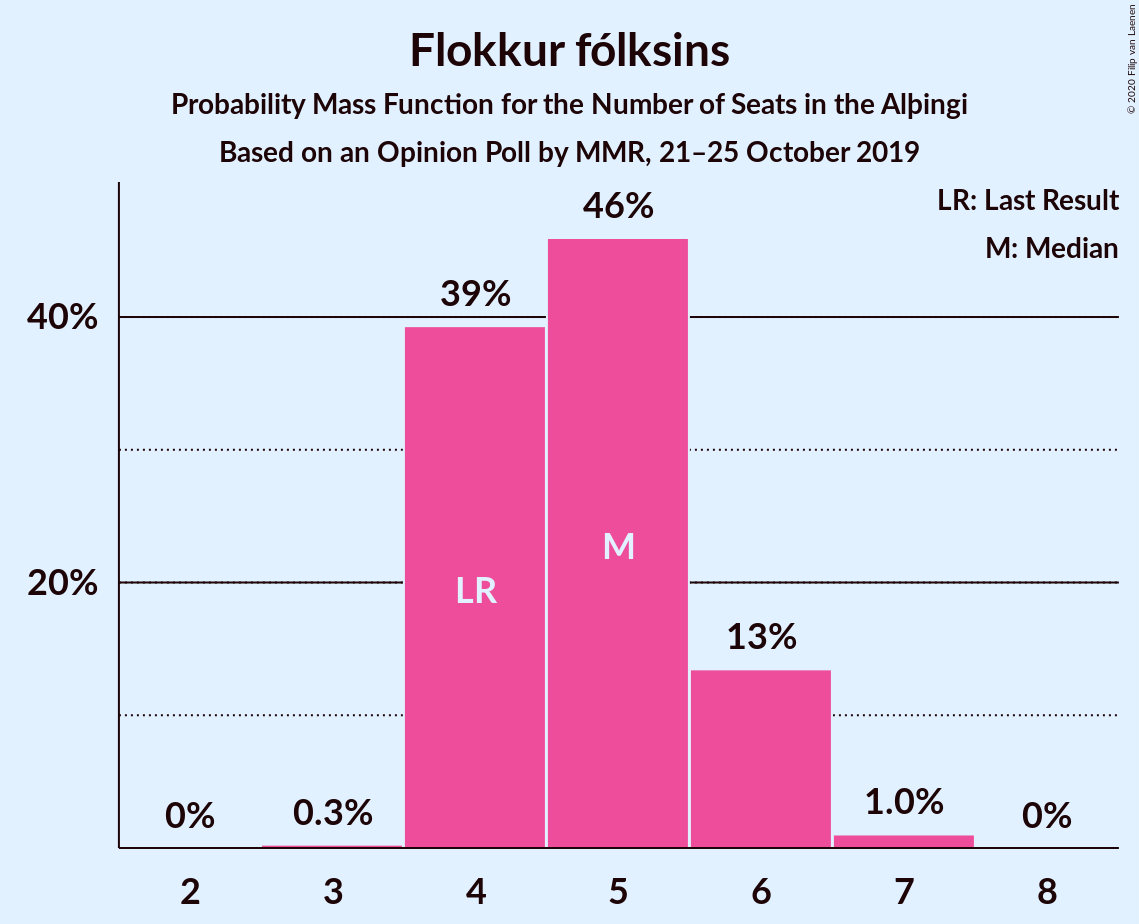 Flokkur fólksins
Probability Mass Function for the Number of Seats in the Alþingi
Based on an Opinion Poll by MMR, 21–25 October 2019
© 2020 Filip van Laenen
LR: Last Result
M: Median
46%
39%
40%
M
20%
LR
13%
0%
0.3%
1.0%
0%
2 3 4 5 6 7 8